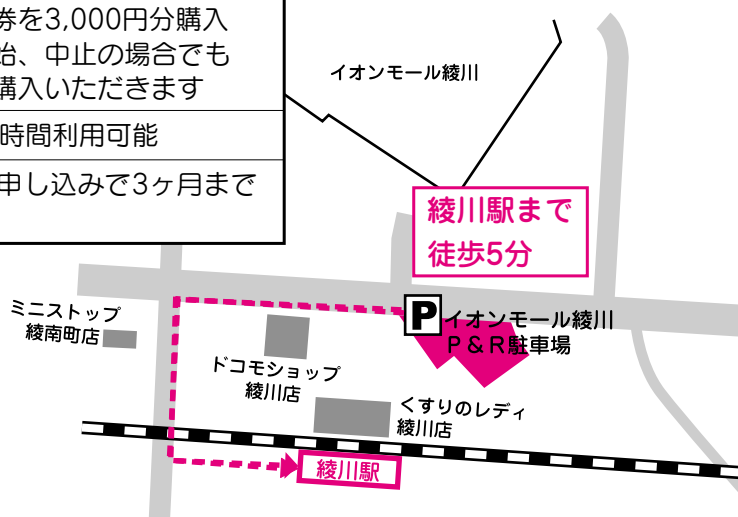 券を3,000円分購入
始、中止の場合でも
購入いただきます
時間利用可能
申し込みで3ヶ月まで
イオンモール綾川
綾川駅まで
徒歩5分
P
イオンモール綾川
P&R駐車場
ミニストップ
綾南町店
ドコモショップ
綾川店
くすりのレディ
綾川店
綾川駅